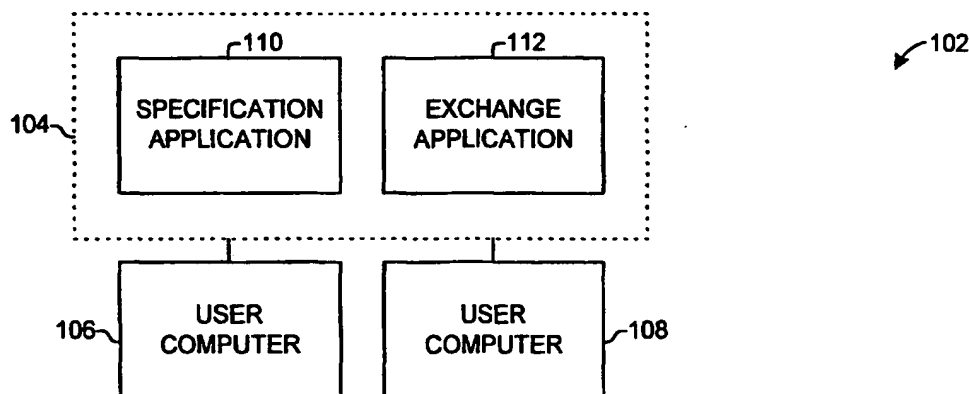 110
112
102
SPECIFICATION
APPLICATION
EXCHANGE
APPLICATION
104
USER
COMPUTER
USER
COMPUTER
106
108